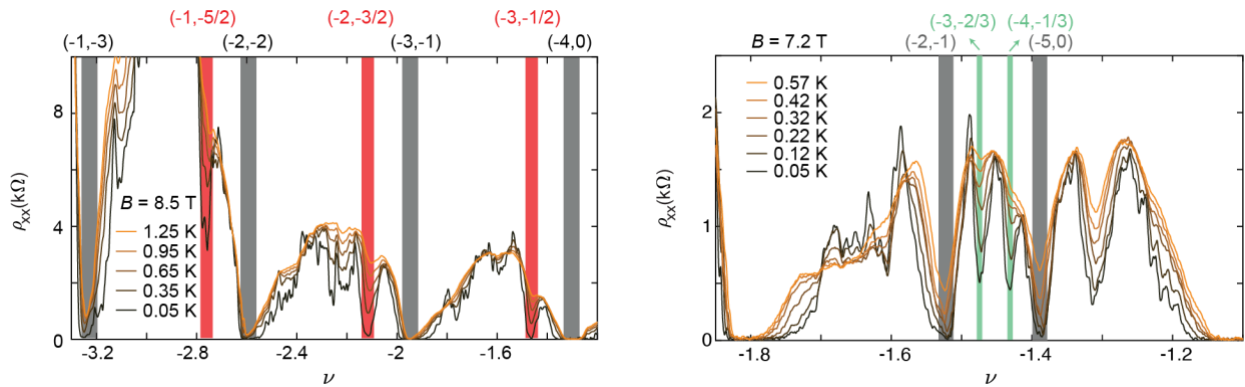 (-1,-5/2) (-2,-3/2) (-3,-1/2)
(-1,-3) (-2,-2) (-3,-1) (-4,0)
8
4
0
ρxx(kΩ)
B = 8.5 T
1.25 K
0.95 K
0.65 K
0.35 K
0.05 K
-3.2 -2.8 -2.4 -2 -1.6
ν
(-3,-2/3) (-4,-1/3)
B = 7.2 T (-2,-1) (-5,0)
2
1
0
ρxx(kΩ)
0.57 K
0.42 K
0.32 K
0.22 K
0.12 K
0.05 K
-1.8 -1.6 -1.4 -1.2
ν